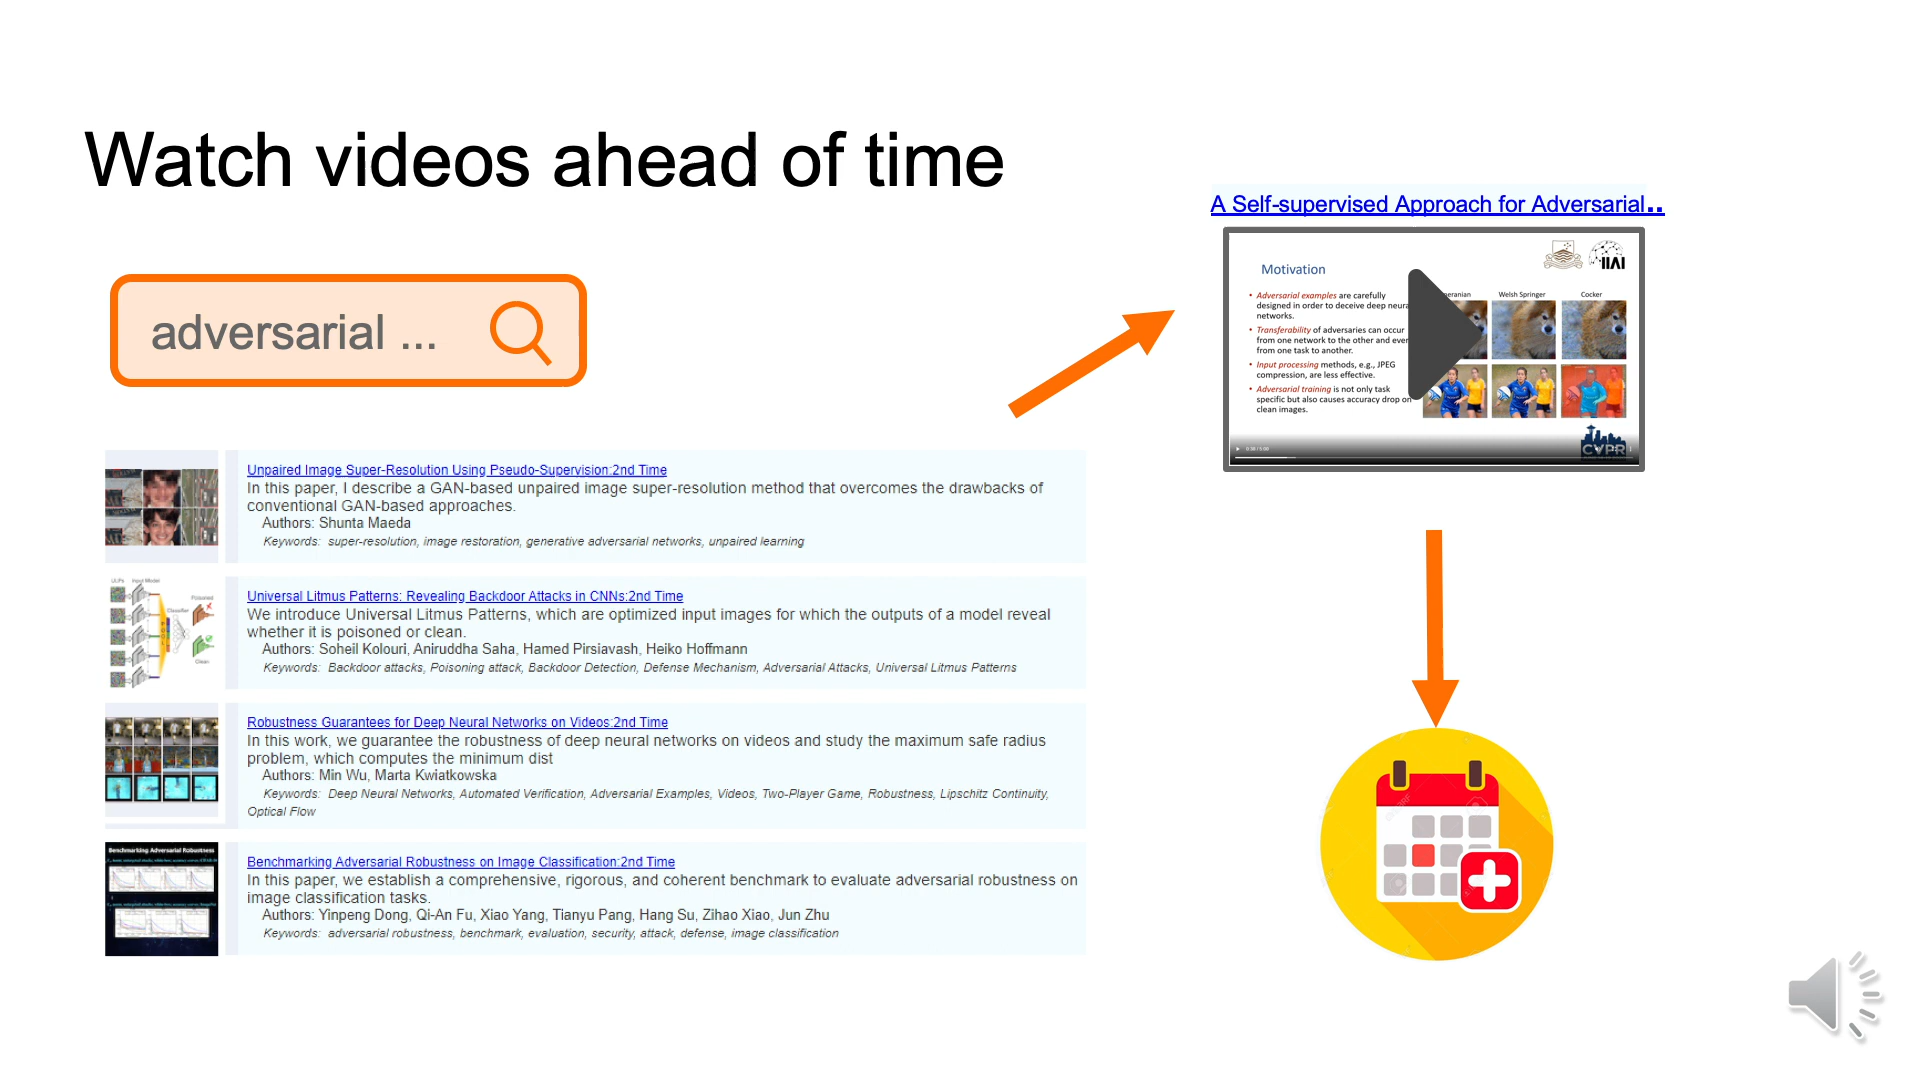 Watch videos ahead of time
adversarial ...
Unpaired Image Super-Resolution Using Pseudo-Supervision:2nd Time
In this paper, I describe a GAN-based unpaired image super-resolution method that overcomes the drawbacks of
conventional GAN-based approaches.
Authors: Shunta Maeda
Keywords: super-resolution, image restoration, generative adversarial networks, unpaired learning
ULPs Input Model
Classifier
Poisoned
Clean
Universal Litmus Patterns: Revealing Backdoor Attacks in CNNs:2nd Time
We introduce Universal Litmus Patterns, which are optimized input images for which the outputs of a model reveal
whether it is poisoned or clean.
Authors: Soheil Kolouri, Aniruddha Saha, Hamed Pirsiavash, Heiko Hoffmann
Keywords: Backdoor attacks, Poisoning attack, Backdoor Detection, Defense Mechanism, Adversarial Attacks, Universal Litmus Patterns
Robustness Guarantees for Deep Neural Networks on Videos:2nd Time
In this work, we guarantee the robustness of deep neural networks on videos and study the maximum safe radius
problem, which computes the minimum dist
Authors: Min Wu, Marta Kwiatkowska
Keywords: Deep Neural Networks, Automated Verification, Adversarial Examples, Videos, Two-Player Game, Robustness, Lipschitz Continuity,
Optical Flow
Benchmarking Adversarial Robustness
Benchmarking Adversarial Robustness on Image Classification:2nd Time
In this paper, we establish a comprehensive, rigorous, and coherent benchmark to evaluate adversarial robustness on
image classification tasks.
Authors: Yinpeng Dong, Qi-An Fu, Xiao Yang, Tianyu Pang, Hang Su, Zihao Xiao, Jun Zhu
Keywords: adversarial robustness, benchmark, evaluation, security, attack, defense, image classification
A Self-supervised Approach for Adversarial..
IIAI
Motivation
• Adversarial examples are carefully
designed in order to deceive deep neura
networks.
• Transferability of adversaries can occur
from one network to the other and ever
from one task to another.
• Input processing methods, e.g., JPEG
compression, are less effective.
• Adversarial training is not only task
specific but also causes accuracy drop on
clean images.
eranian Welsh Springer Cocker
CVPR